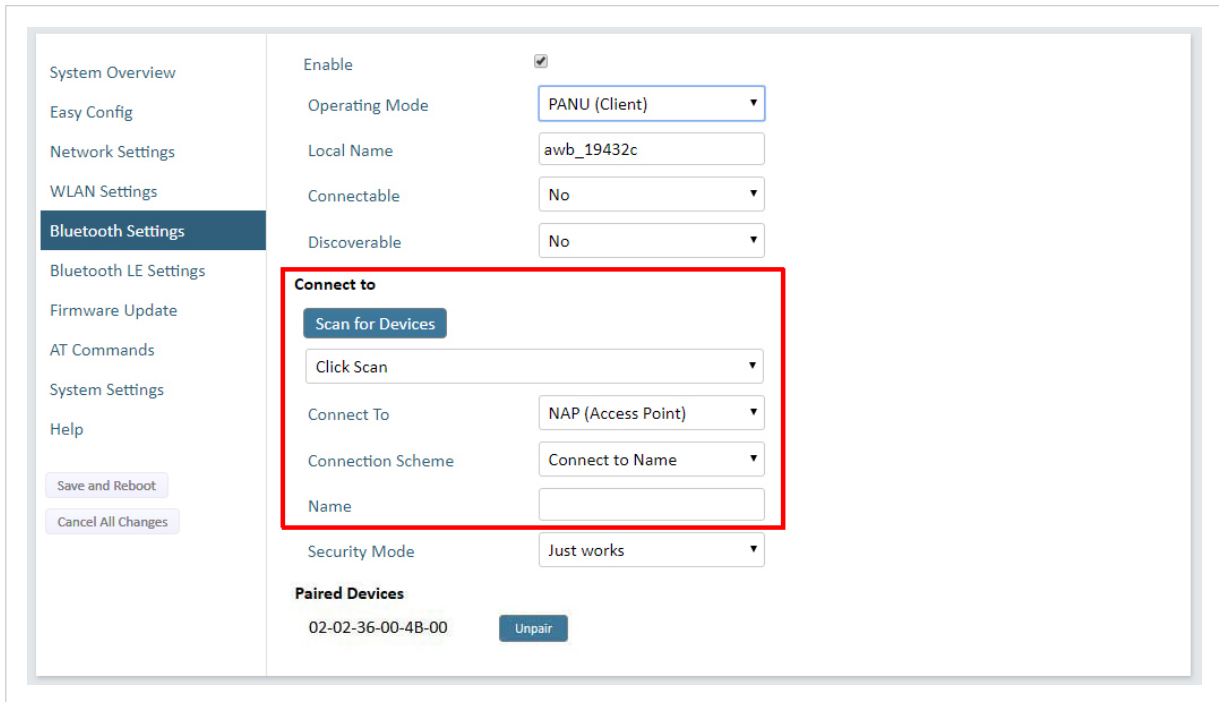 System Overview
Easy Config
Network Settings
WLAN Settings
Bluetooth Settings
Bluetooth LE Settings
Firmware Update
AT Commands
System Settings
Help
Save and Reboot
Cancel All Changes
Enable
Operating Mode PANU (Client)
Local Name awb_19432c
Connectable No
Discoverable No
Connect to
Scan for Devices
Click Scan
Connect To NAP (Access Point)
Connection Scheme Connect to Name
Name
Security Mode Just works
Paired Devices
02-02-36-00-4B-00 Unpair